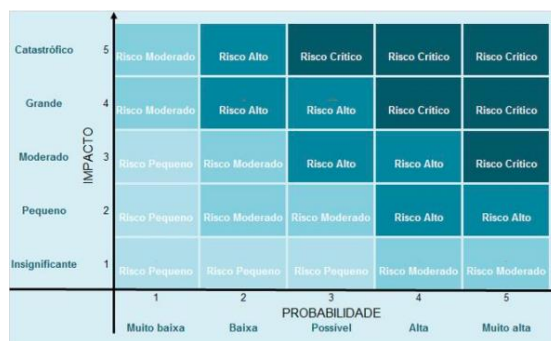 Catastrófico 5 Risco Moderado Risco Alto Risco Crítico Risco Crítico Risco Crítico
Grande 4 Risco Moderado Risco Alto Risco Alto Risco Crítico Risco Crítico
IMPACTO
Moderado 3 Risco Pequeno Risco Moderado Risco Alto Risco Alto Risco Crítico
Pequeno 2 Risco Pequeno Risco Moderado Risco Moderado Risco Alto Risco Alto
Insignificante 1 Risco Pequeno Risco Pequeno Risco Pequeno Risco Moderado Risco Moderado
1 2 3 4 5
PROBABILIDADE
Muito baixa Baixa Possível Alta Muito alta